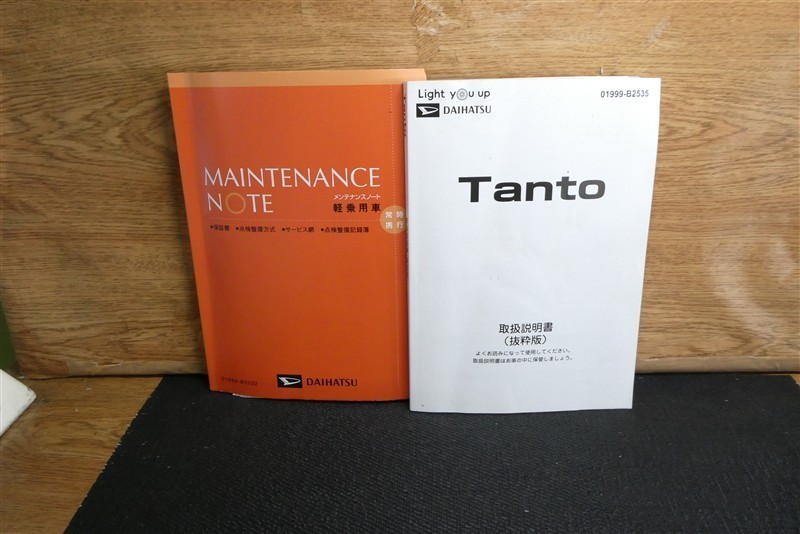 MAINTENANCE
NOTE
メンテナンスノート
軽乗用車
常時
携行
•保証書 •点検整備方式 •サービス網 •点検整備記録簿
DAIHATSU
Light you up
DAIHATSU
01999-B2535
Tanto
取扱説明書
(抜粋版)
よくお読みになって使用してください。
取扱説明書はお車の中に保管しましょう。